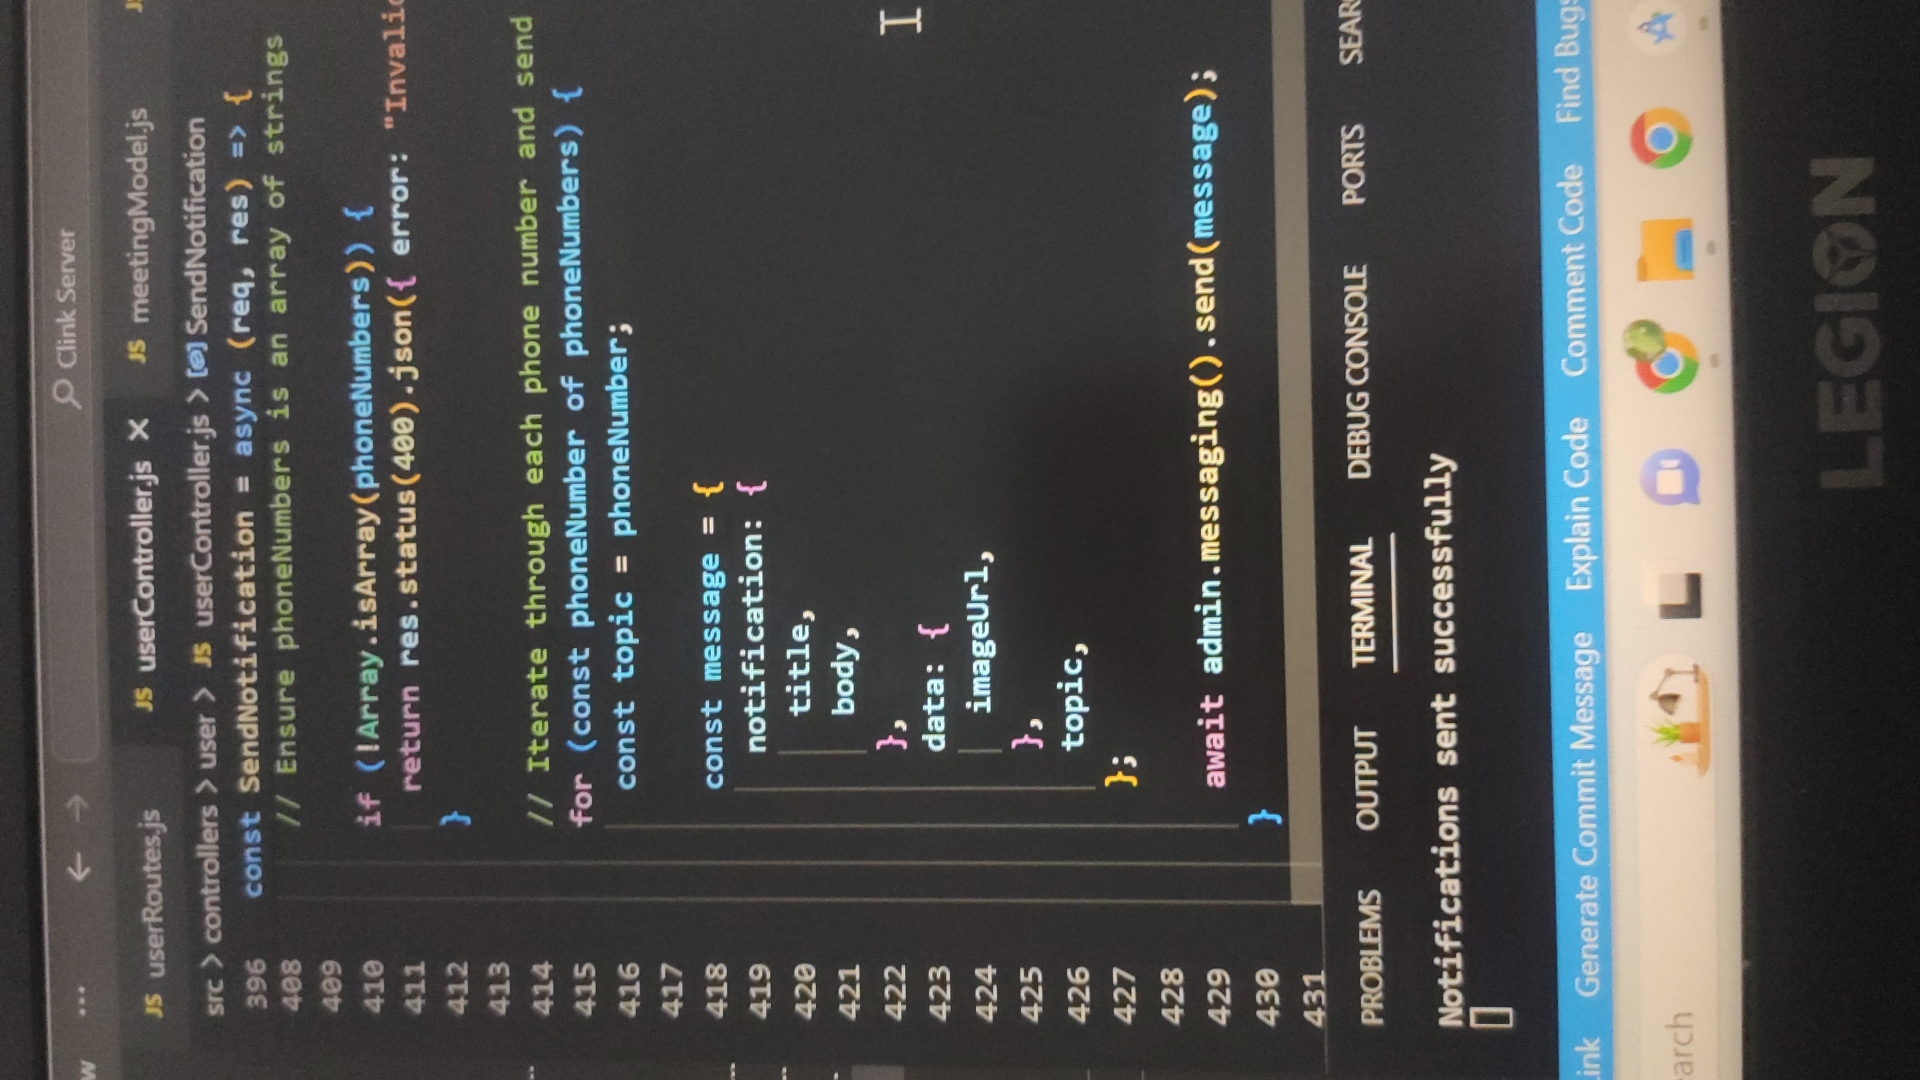 w ... ← → Clink Server
JS userRoutes.js JS userController.js X JS meetingModel.js JS
src > controllers > user > JS userController.js > [@] SendNotification
396 const SendNotification = async (req, res) => {
408 // Ensure phoneNumbers is an array of strings
409
410 if (!Array.isArray(phoneNumbers)) {
411 return res.status(400).json({ error: "Invalid
412 }
413
414 // Iterate through each phone number and send
415 for (const phoneNumber of phoneNumbers) {
416 const topic = phoneNumber;
417
418 const message = {
419 notification: {
420 title,
421 body,
422 },
423 data: {
424 imageUrl,
425 },
426 topic,
427 };
428
429 await admin.messaging().send(message);
430 }
431
PROBLEMS OUTPUT TERMINAL DEBUG CONSOLE PORTS SEAR
Notifications sent successfully
ink Generate Commit Message Explain Code Comment Code Find Bugs
arch
LEGION